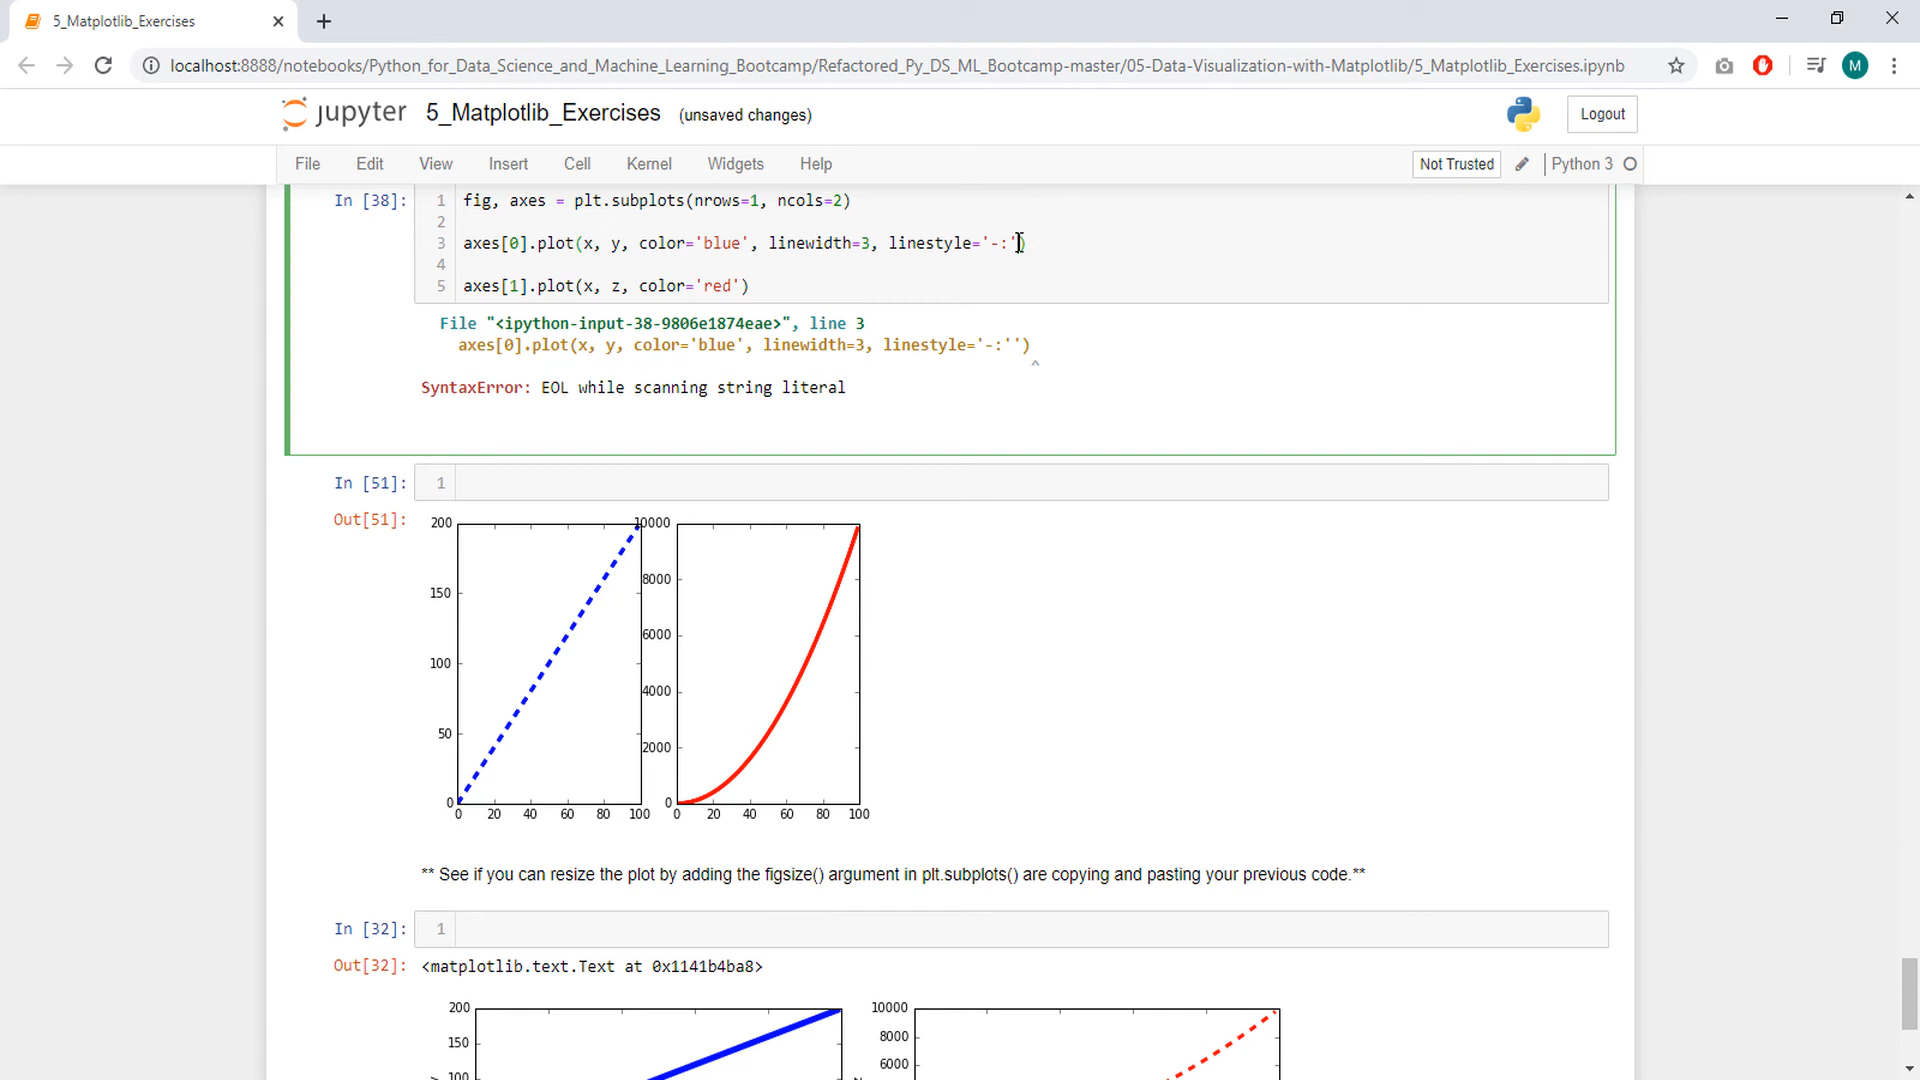 5_Matplotlib_Exercises
localhost:8888/notebooks/Python_for_Data_Science_and_Machine_Learning_Bootcamp/Refactored_Py_DS_ML_Bootcamp-master/05-Data-Visualization-with-Matplotlib/5_Matplotlib_Exercises.ipynb
M
jupyter 5_Matplotlib_Exercises (unsaved changes)
Logout
File Edit View Insert Cell Kernel Widgets Help
Not Trusted
Python 3
In [38]:
1 fig, axes = plt.subplots(nrows=1, ncols=2)
2
3 axes[0].plot(x, y, color='blue', linewidth=3, linestyle='-:')
4
5 axes[1].plot(x, z, color='red')
File "<ipython-input-38-9806e1874eae>", line 3
axes[0].plot(x, y, color='blue', linewidth=3, linestyle='-:'')
^
SyntaxError: EOL while scanning string literal
In [51]: 1
Out[51]:
200 10000
8000
150
6000
100
4000
50
2000
0 0
0 20 40 60 80 100 0 20 40 60 80 100
** See if you can resize the plot by adding the figsize() argument in plt.subplots() are copying and pasting your previous code.**
In [32]: 1
Out[32]: <matplotlib.text.Text at 0x1141b4ba8>
200 10000
150 8000
6000
100